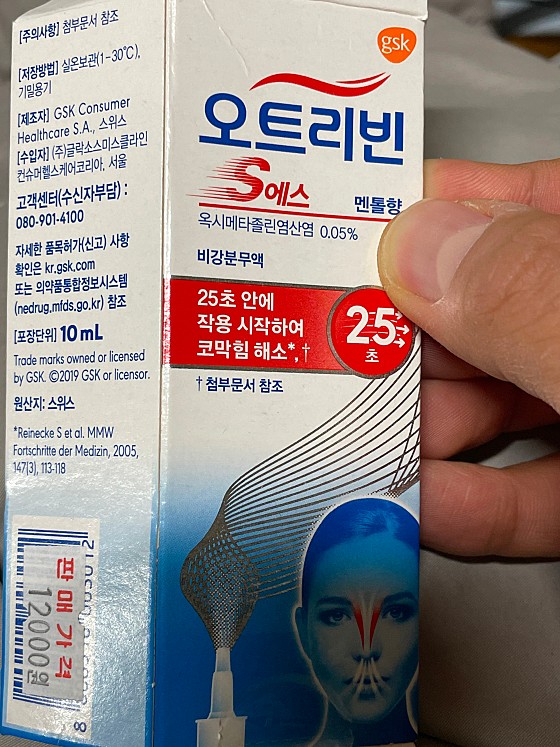 [주의사항] 첨부문서 참조
[저장방법] 실온보관(1-30℃),
기밀용기
[제조자] GSK Consumer
Healthcare S.A., 스위스
[수입자] (주)글락소스미스클라인
컨슈머헬스케어코리아, 서울
고객센터(수신자부담) :
080-901-4100
자세한 품목허가(신고) 사항
확인은 kr.gsk.com
또는 의약품통합정보시스템
(nedrug.mfds.go.kr) 참조
[포장단위] 10 mL
Trade marks owned or licensed
by GSK. ©2019 GSK or licensor.
원산지: 스위스
*Reinecke S et al. MMW
Fortschritte der Medizin, 2005,
147(3), 113-118
판매가격
12000원
gsk
오트리빈
S에스
멘톨향
옥시메타졸린염산염 0.05%
비강분무액
25초 안에
작용 시작하여
코막힘 해소*,†
25
초
†첨부문서 참조